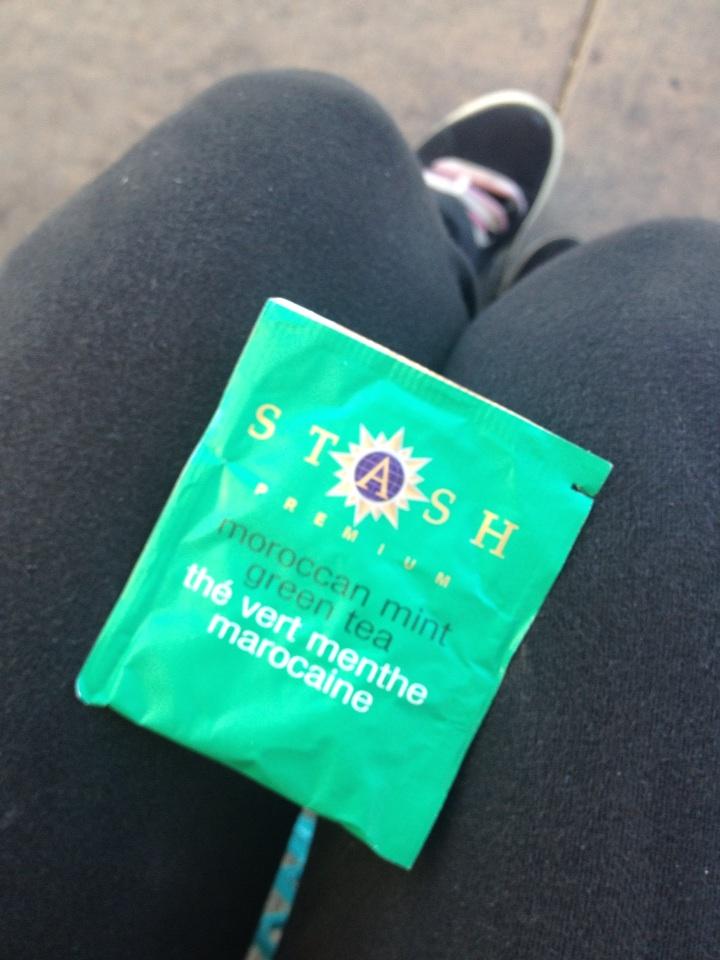 STASH
PREMIUM
moroccan mint
green tea
thé vert menthe
marocaine